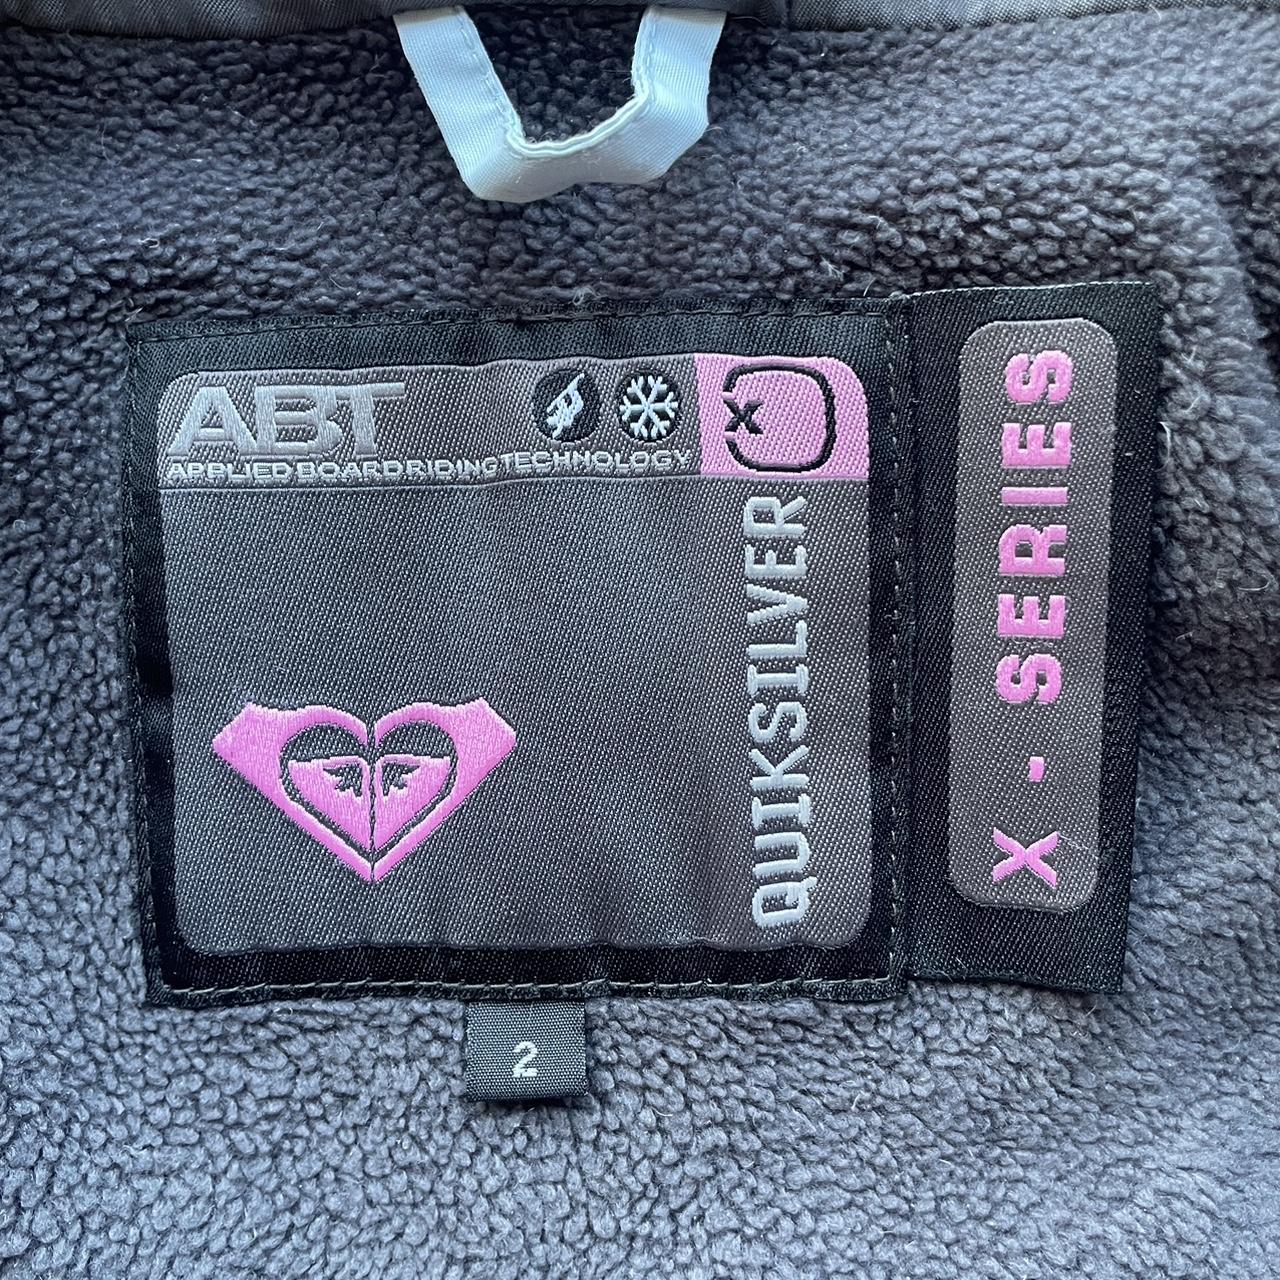 ABT
APPLIED BOARDRIDING TECHNOLOGY
X
QUIKSILVER
X - SERIES
2